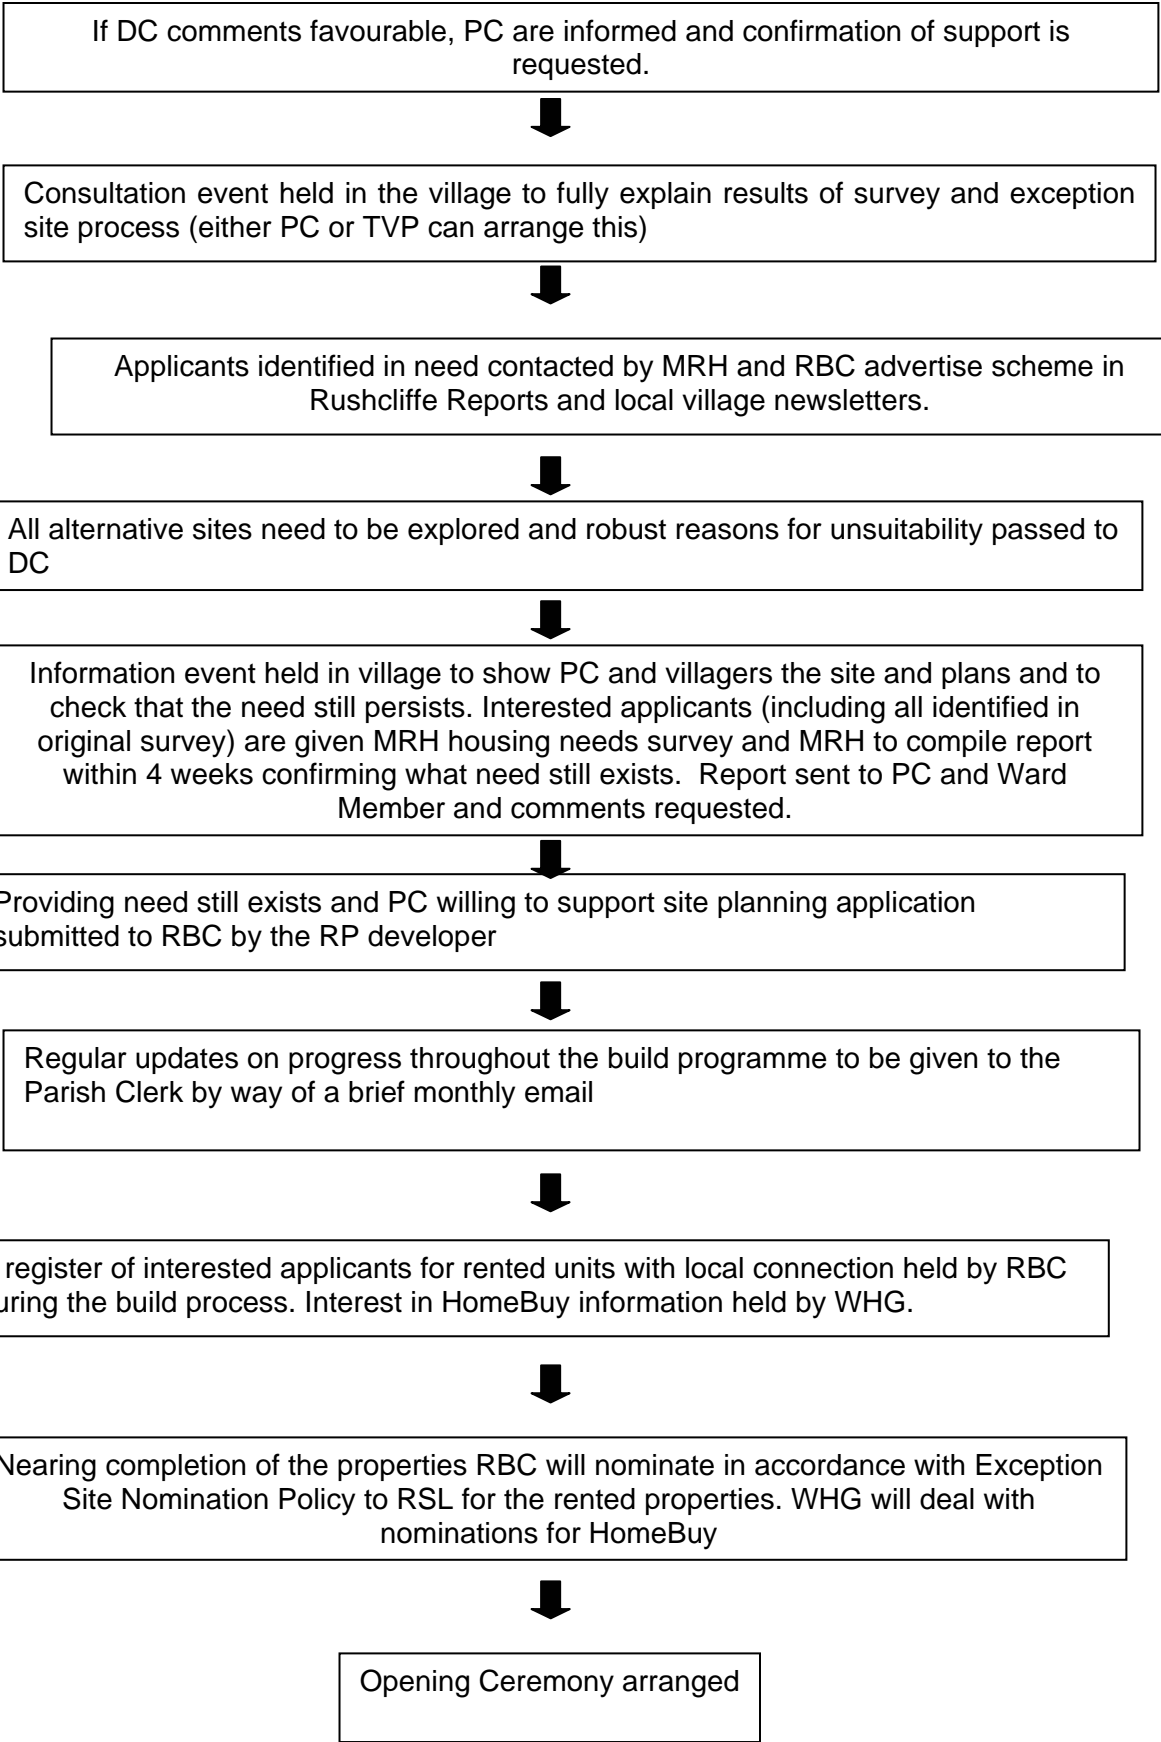 If DC comments favourable, PC are informed and confirmation of support is
requested.
Consultation event held in the village to fully explain results of survey and exception
site process (either PC or TVP can arrange this)
Applicants identified in need contacted by MRH and RBC advertise scheme in
Rushcliffe Reports and local village newsletters.
All alternative sites need to be explored and robust reasons for unsuitability passed to
DC
Information event held in village to show PC and villagers the site and plans and to
check that the need still persists. Interested applicants (including all identified in
original survey) are given MRH housing needs survey and MRH to compile report
within 4 weeks confirming what need still exists.  Report sent to PC and Ward
Member and comments requested.
Providing need still exists and PC willing to support site planning application
submitted to RBC by the RP developer
Regular updates on progress throughout the build programme to be given to the
Parish Clerk by way of a brief monthly email
register of interested applicants for rented units with local connection held by RBC
uring the build process. Interest in HomeBuy information held by WHG.
Nearing completion of the properties RBC will nominate in accordance with Exception
Site Nomination Policy to RSL for the rented properties. WHG will deal with
nominations for HomeBuy
Opening Ceremony arranged